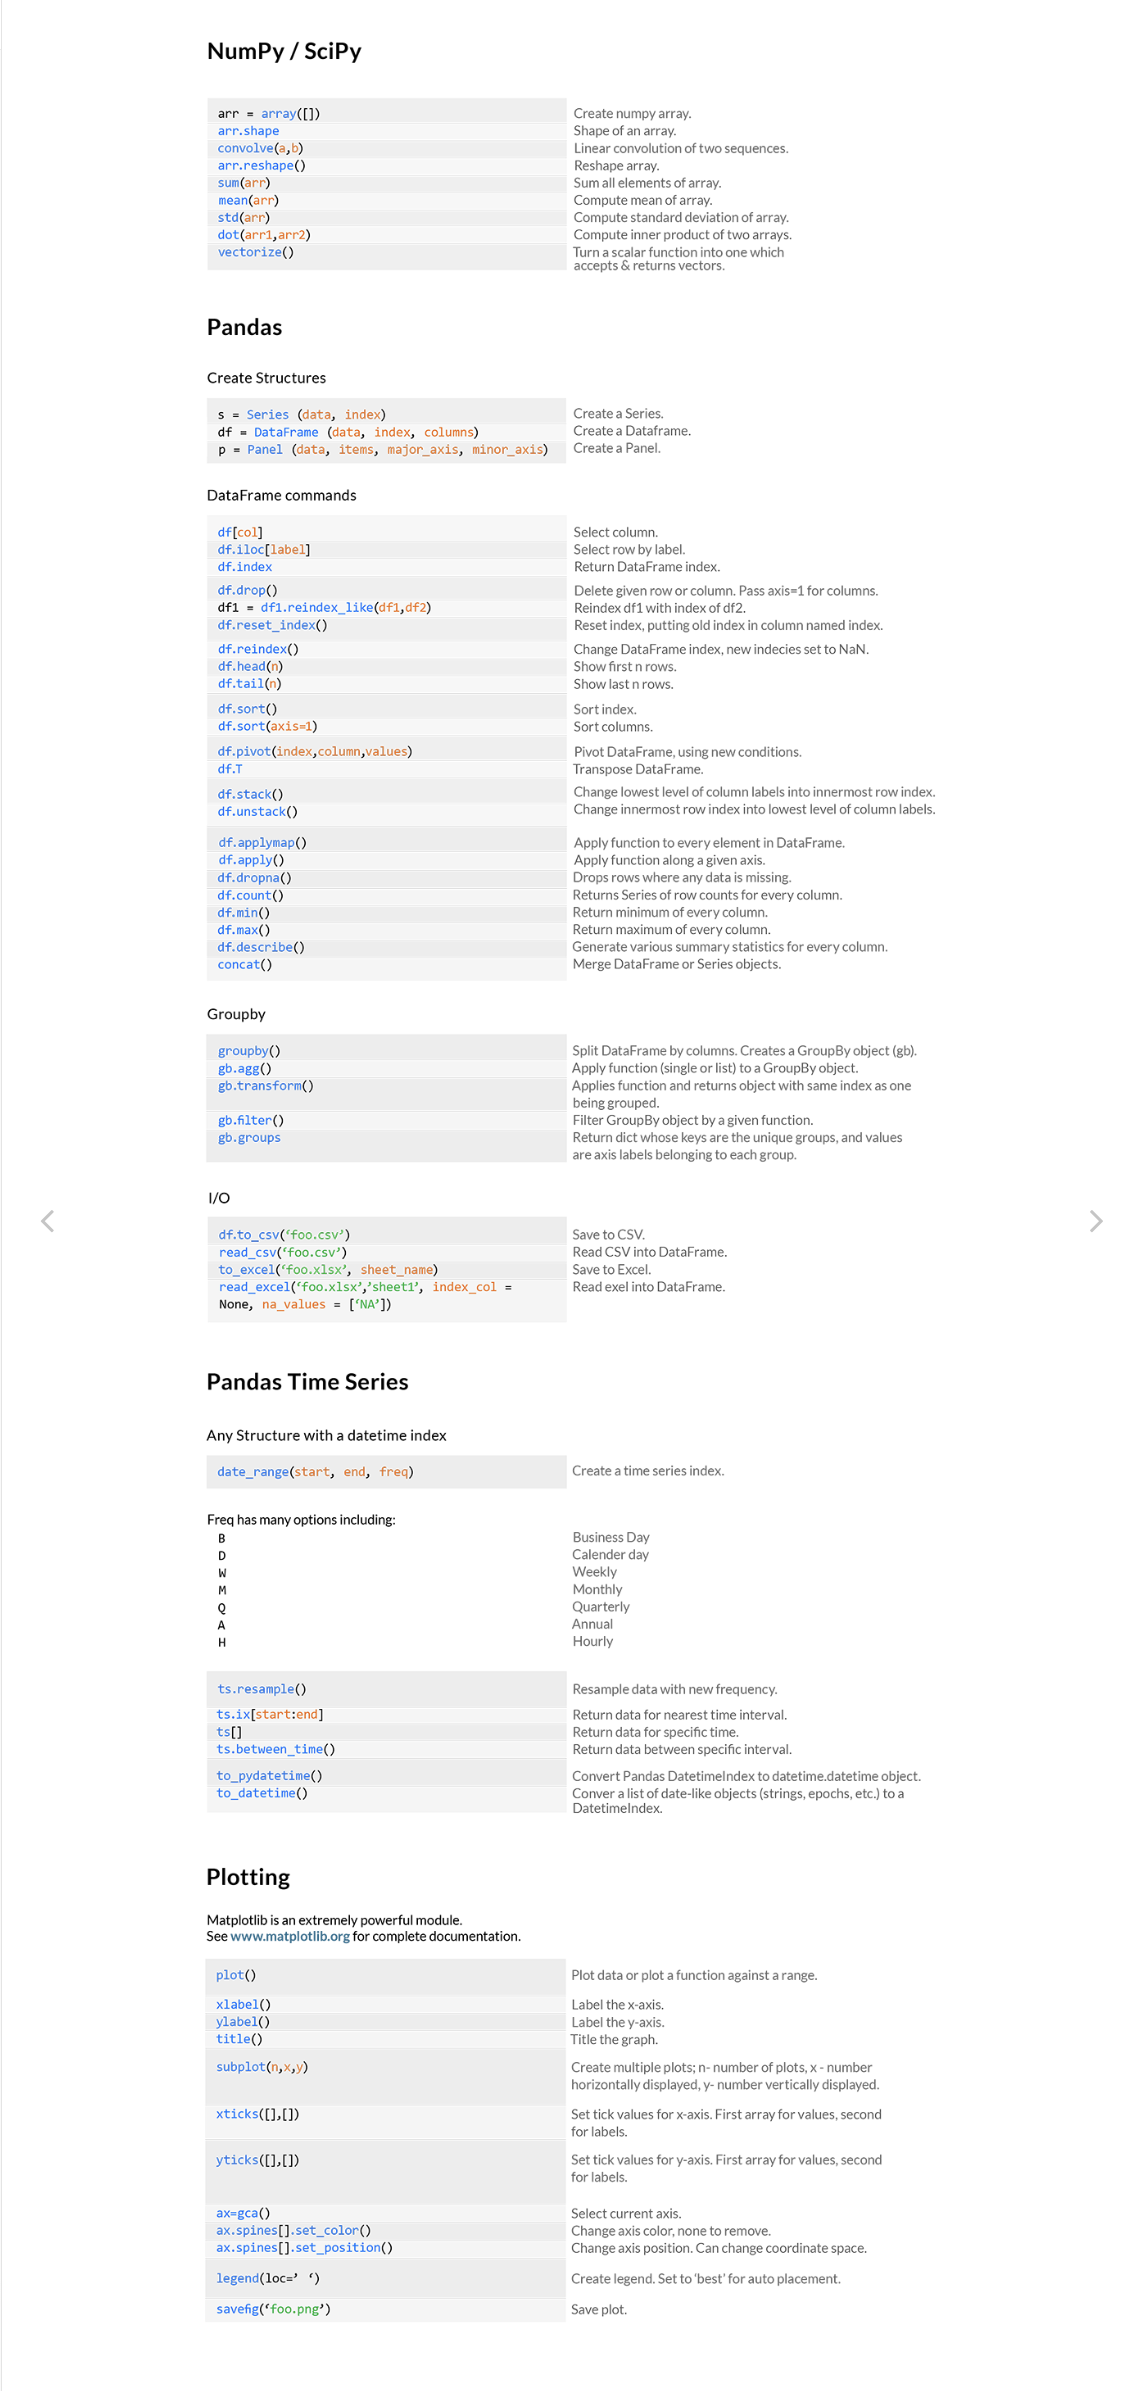 NumPy / SciPy
arr = array([]) Create numpy array.
arr.shape Shape of an array.
convolve(a,b) Linear convolution of two sequences.
arr.reshape() Reshape array.
sum(arr) Sum all elements of array.
mean(arr) Compute mean of array.
std(arr) Compute standard deviation of array.
dot(arr1,arr2) Compute inner product of two arrays.
vectorize() Turn a scalar function into one which
accepts & returns vectors.
Pandas
Create Structures
s = Series (data, index) Create a Series.
df = DataFrame (data, index, columns) Create a Dataframe.
p = Panel (data, items, major_axis, minor_axis) Create a Panel.
DataFrame commands
df[col] Select column.
df.iloc[label] Select row by label.
df.index Return DataFrame index.
df.drop() Delete given row or column. Pass axis=1 for columns.
df1 = df1.reindex_like(df1,df2) Reindex df1 with index of df2.
df.reset_index() Reset index, putting old index in column named index.
df.reindex() Change DataFrame index, new indecies set to NaN.
df.head(n) Show first n rows.
df.tail(n) Show last n rows.
df.sort() Sort index.
df.sort(axis=1) Sort columns.
df.pivot(index,column,values) Pivot DataFrame, using new conditions.
df.T Transpose DataFrame.
df.stack() Change lowest level of column labels into innermost row index.
df.unstack() Change innermost row index into lowest level of column labels.
df.applymap() Apply function to every element in DataFrame.
df.apply() Apply function along a given axis.
df.dropna() Drops rows where any data is missing.
df.count() Returns Series of row counts for every column.
df.min() Return minimum of every column.
df.max() Return maximum of every column.
df.describe() Generate various summary statistics for every column.
concat() Merge DataFrame or Series objects.
Groupby
groupby() Split DataFrame by columns. Creates a GroupBy object (gb).
gb.agg() Apply function (single or list) to a GroupBy object.
gb.transform() Applies function and returns object with same index as one
being grouped.
gb.filter() Filter GroupBy object by a given function.
gb.groups Return dict whose keys are the unique groups, and values
are axis labels belonging to each group.
I/O
df.to_csv(‘foo.csv’) Save to CSV.
read_csv(‘foo.csv’) Read CSV into DataFrame.
to_excel(‘foo.xlsx’, sheet_name) Save to Excel.
read_excel(‘foo.xlsx’,’sheet1’, index_col = Read exel into DataFrame.
None, na_values = [‘NA’])
Pandas Time Series
Any Structure with a datetime index
date_range(start, end, freq) Create a time series index.
Freq has many options including:
B Business Day
D Calender day
W Weekly
M Monthly
Q Quarterly
A Annual
H Hourly
ts.resample() Resample data with new frequency.
ts.ix[start:end] Return data for nearest time interval.
ts[] Return data for specific time.
ts.between_time() Return data between specific interval.
to_pydatetime() Convert Pandas DatetimeIndex to datetime.datetime object.
to_datetime() Conver a list of date-like objects (strings, epochs, etc.) to a
DatetimeIndex.
Plotting
Matplotlib is an extremely powerful module.
See www.matplotlib.org for complete documentation.
plot() Plot data or plot a function against a range.
xlabel() Label the x-axis.
ylabel() Label the y-axis.
title() Title the graph.
subplot(n,x,y) Create multiple plots; n- number of plots, x - number
horizontally displayed, y- number vertically displayed.
xticks([],[]) Set tick values for x-axis. First array for values, second
for labels.
yticks([],[]) Set tick values for y-axis. First array for values, second
for labels.
ax=gca() Select current axis.
ax.spines[].set_color() Change axis color, none to remove.
ax.spines[].set_position() Change axis position. Can change coordinate space.
legend(loc=’ ‘) Create legend. Set to ‘best’ for auto placement.
savefig(‘foo.png’) Save plot.